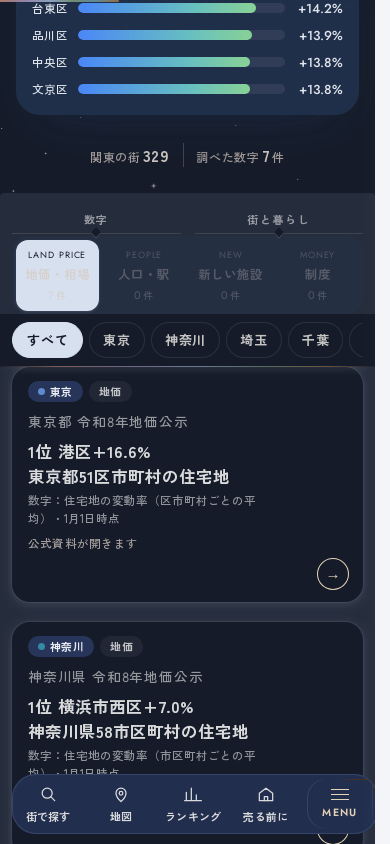 台東区 +14.2%
品川区 +13.9%
中央区 +13.8%
文京区 +13.8%
関東の街 329 調べた数字 7 件
数字 街と暮らし
LAND PRICE PEOPLE NEW MONEY
地価・相場 人口・駅 新しい施設 制度
7 件 0 件 0 件 0 件
すべて 東京 神奈川 埼玉 千葉
東京 地価
東京都 令和8年地価公示
1位 港区+16.6%
東京都51区市町村の住宅地
数字：住宅地の変動率（区市町村ごとの平
均）・1月1日時点
公式資料が開きます
→
神奈川 地価
神奈川県 令和8年地価公示
1位 横浜市西区+7.0%
神奈川県58市区町村の住宅地
数字：住宅地の変動率（市区町村ごとの平
均）・1月1日時点
街で探す 地図 ランキング 売る前に MENU